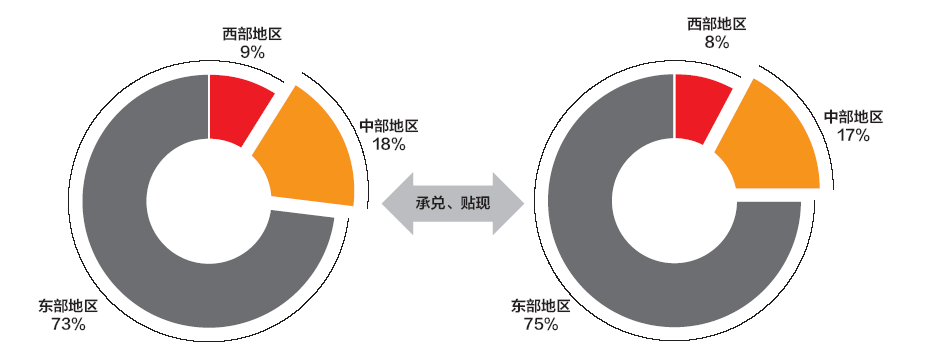 西部地区
9%
中部地区
18%
东部地区
73%
承兑、贴现
西部地区
8%
中部地区
17%
东部地区
75%